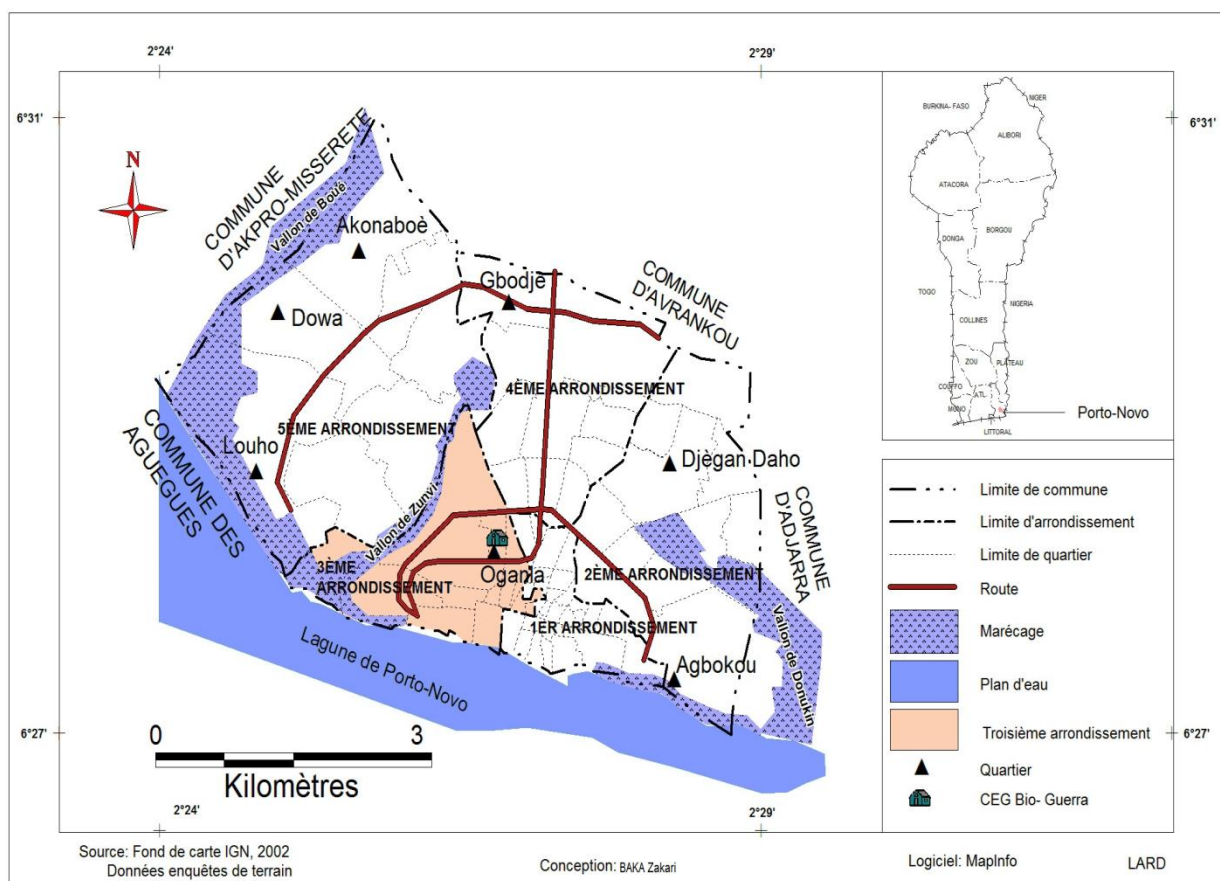 2°24'
2°29'
6°31'
6°31'
N
COMMUNE
D'AKPRO-MISSERETE
Vallon de Boué
Akonaboè
Gbodjè
COMMUNE
D'AVRANKOU
Dowa
4ÈME ARRONDISSEMENT
5ÈME ARRONDISSEMENT
Louho
COMMUNE DES
AGUEGUES
Djègan Daho
Vallon de Zunvi
COMMUNE
D'ADJARRA
3ÈME
ARRONDISSEMENT
Oganla
2ÈME ARRONDISSEMENT
1ER ARRONDISSEMENT
Vallon de Donukin
Agbokou
Lagune de Porto-Novo
0 3
Kilomètres
6°27'
6°27'
2°24'
2°29'
BURKINA- FASO
NIGER
ALIBORI
ATACORA
BORGOU
DONGA
TOGO
NIGERIA
COLLINES
ZOU
PLATEAU
COUFFO
ATL.
MONO
LITTORAL
Porto-Novo
Limite de commune
Limite d'arrondissement
Limite de quartier
Route
Marécage
Plan d'eau
Troisième arrondissement
Quartier
CEG Bio- Guerra
Source: Fond de carte IGN, 2002
Données enquêtes de terrain
Conception: BAKA Zakari
Logiciel: MapInfo
LARD